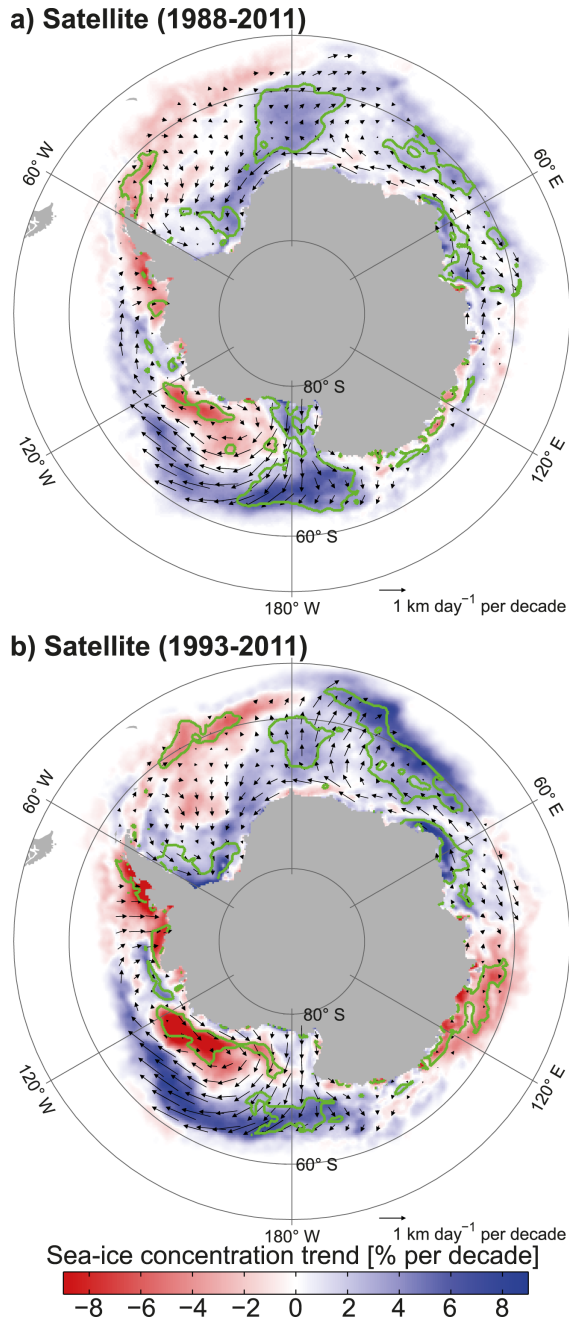 a) Satellite (1988-2011)
60° W
60° E
80° S
120° W
120° E
60° S
180° W
1 km day⁻¹ per decade
b) Satellite (1993-2011)
60° W
60° E
80° S
120° W
120° E
60° S
180° W
1 km day⁻¹ per decade
Sea-ice concentration trend [% per decade]
−8 −6 −4 −2 0 2 4 6 8